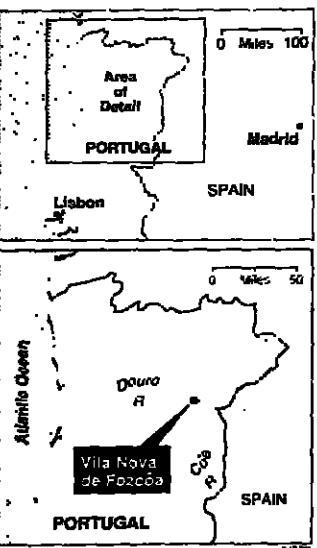 0 Miles 100
Area
of
Detail
Madrid
PORTUGAL
SPAIN
Lisbon
0 Miles 50
Atlantic Ocean
Douro
R
Vila Nova
de Fozcôa
Côa
R
SPAIN
PORTUGAL